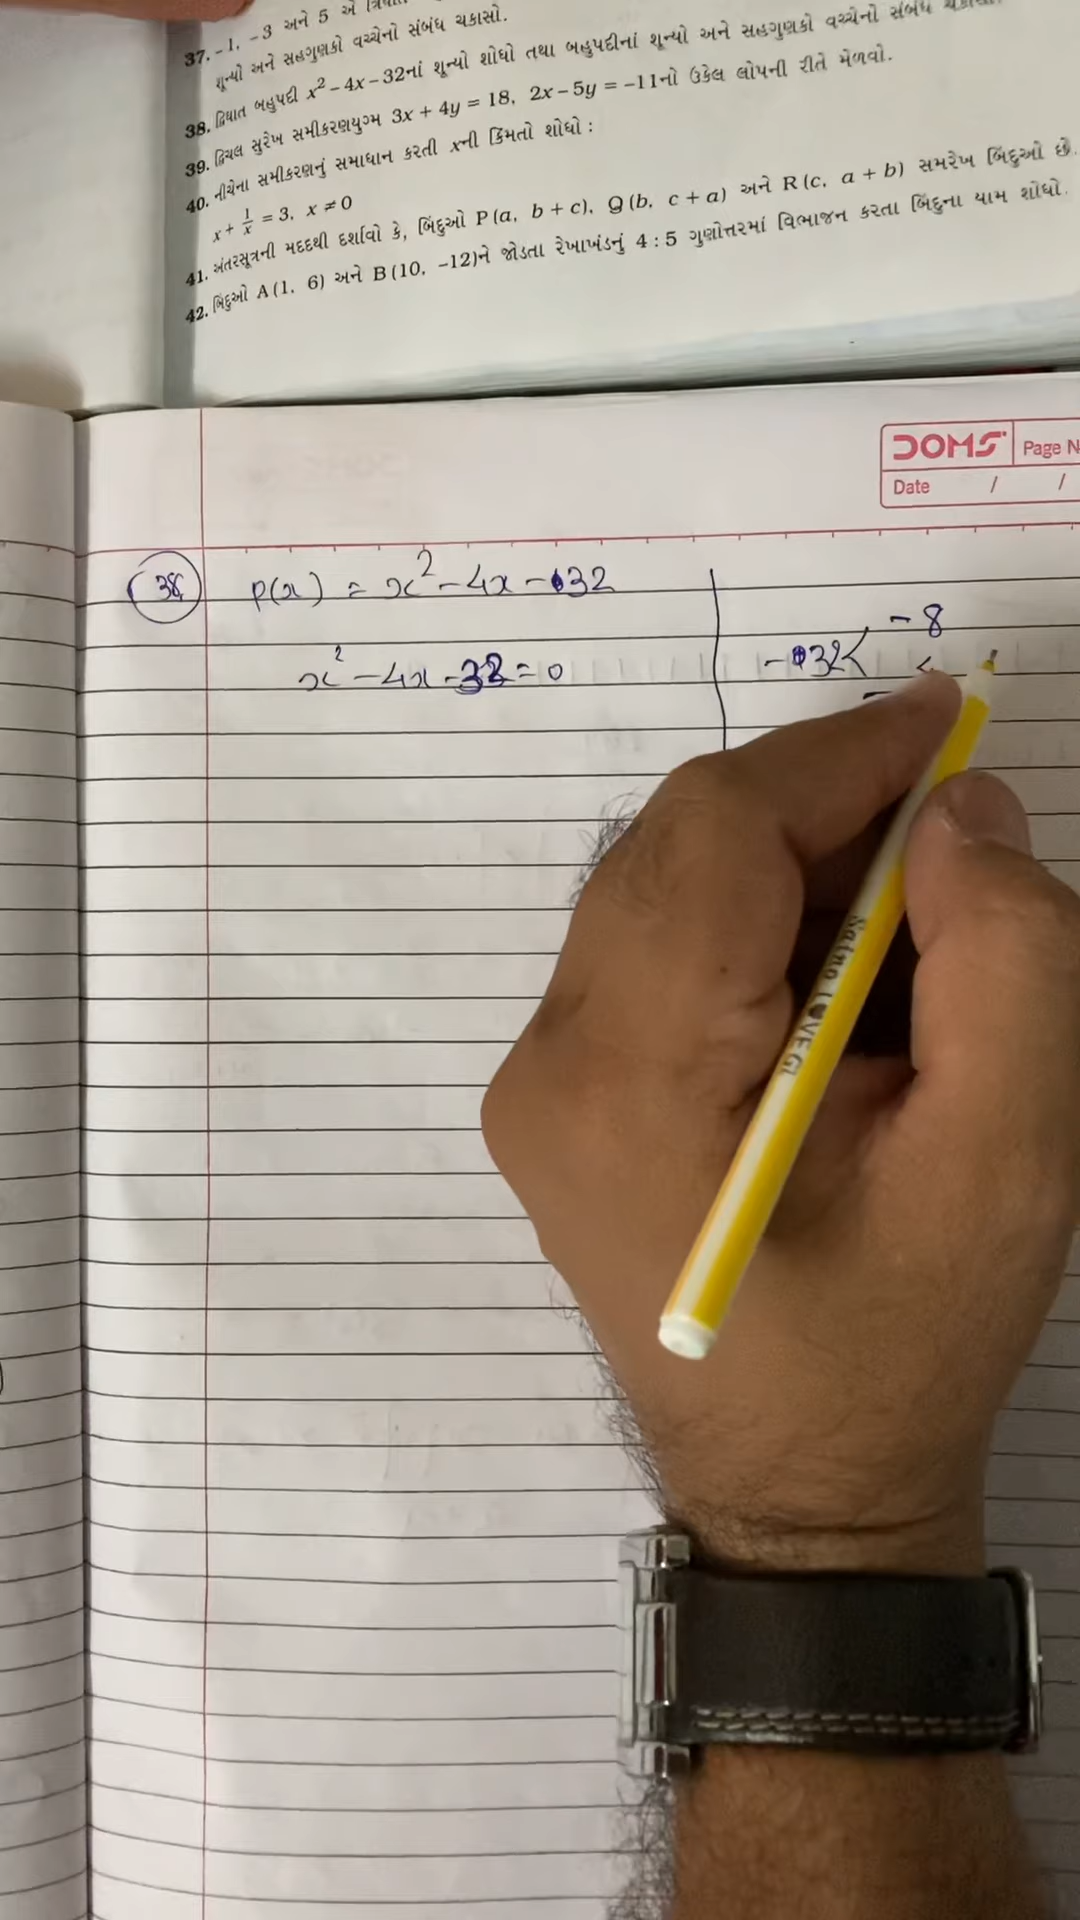 37. -1, -3 અને 5 એ
શૂન્યો અને સહગુણકો વચ્ચેનો સંબંધ ચકાસો.
38. દ્વિઘાત બહુપદી x² - 4x - 32નાં શૂન્યો શોધો તથા બહુપદીનાં શૂન્યો અને સહગુણકો વચ્ચેનો સંબંધ
39. દ્વિચલ સુરેખ સમીકરણયુગ્મ 3x + 4y = 18, 2x - 5y = -11નો ઉકેલ લોપની રીતે મેળવો.
40. નીચેના સમીકરણનું સમાધાન કરતી xની કિંમતો શોધો :
x + 1/x = 3, x ≠ 0
41. અંતરસૂત્રની મદદથી દર્શાવો કે, બિંદુઓ P(a, b + c), Q(b, c + a) અને R(c, a + b) સમરેખ બિંદુઓ છે.
42. બિંદુઓ A(1, 6) અને B(10, -12)ને જોડતા રેખાખંડનું 4 : 5 ગુણોત્તરમાં વિભાજન કરતા બિંદુના યામ શોધો.
DOMS
Date / /
38 p(x) = x² - 4x - 32
x² - 4x - 32 = 0
-8
-32 <
Saino